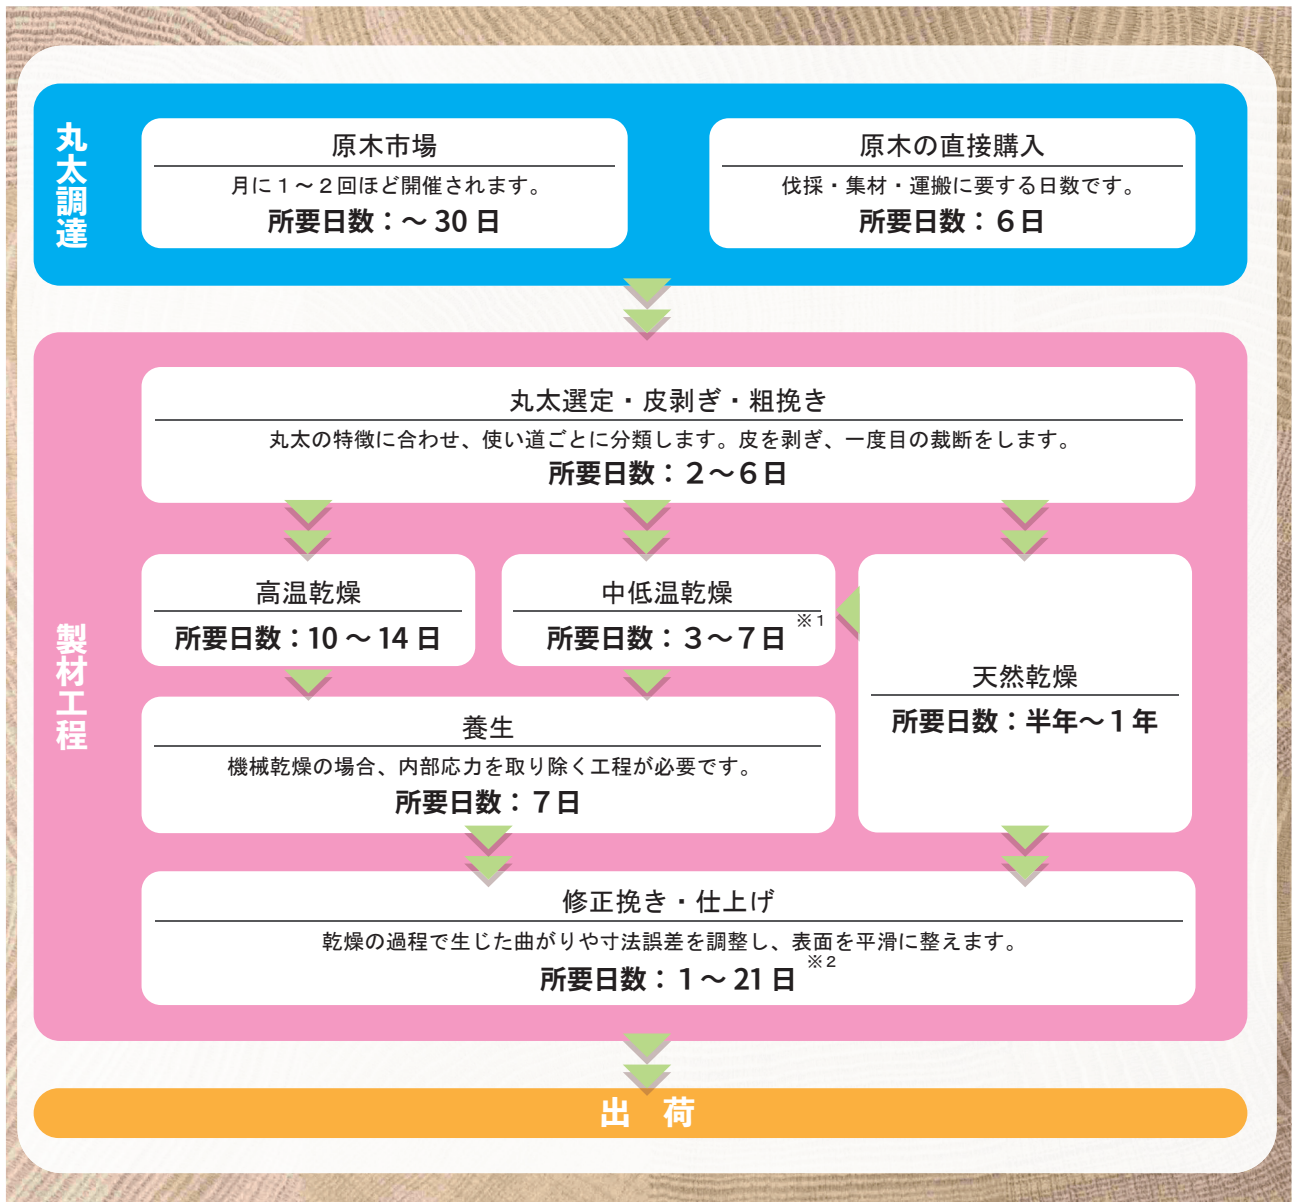 丸太調達
原木市場
月に１～２回ほど開催されます。
所要日数：～ 30 日
原木の直接購入
伐採・集材・運搬に要する日数です。
所要日数：６日
製材工程
丸太選定・皮剥ぎ・粗挽き
丸太の特徴に合わせ、使い道ごとに分類します。皮を剥ぎ、一度目の裁断をします。
所要日数：２～６日
高温乾燥
所要日数：10 ～ 14 日
中低温乾燥
所要日数：３～７日 ※１
天然乾燥
所要日数：半年～１年
養生
機械乾燥の場合、内部応力を取り除く工程が必要です。
所要日数：７日
修正挽き・仕上げ
乾燥の過程で生じた曲がりや寸法誤差を調整し、表面を平滑に整えます。
所要日数：１～ 21 日 ※２
出　荷